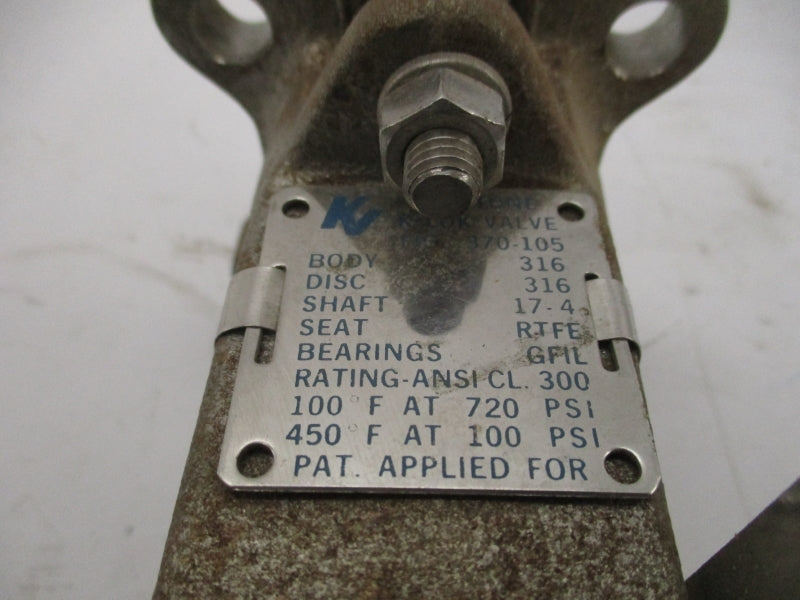 VALVE
370-105
BODY 316
DISC 316
SHAFT 17-4
SEAT RTFE
BEARINGS GFIL
RATING-ANSI CL. 300
100°F AT 720 PSI
450°F AT 100 PSI
PAT. APPLIED FOR